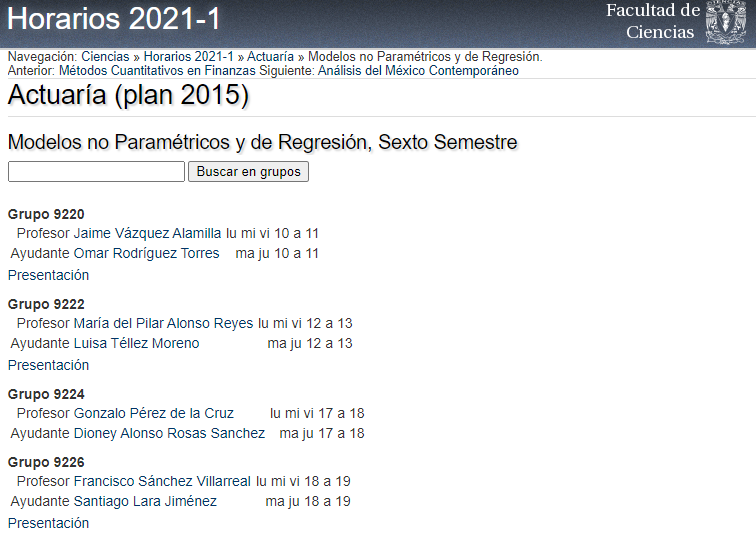 Horarios 2021-1
Facultad de
Ciencias
Navegación: Ciencias » Horarios 2021-1 » Actuaría » Modelos no Paramétricos y de Regresión.
Anterior: Métodos Cuantitativos en Finanzas Siguiente: Análisis del México Contemporáneo
Actuaría (plan 2015)
Modelos no Paramétricos y de Regresión, Sexto Semestre
Buscar en grupos
Grupo 9220
Profesor Jaime Vázquez Alamilla lu mi vi 10 a 11
Ayudante Omar Rodríguez Torres ma ju 10 a 11
Presentación
Grupo 9222
Profesor María del Pilar Alonso Reyes lu mi vi 12 a 13
Ayudante Luisa Téllez Moreno ma ju 12 a 13
Presentación
Grupo 9224
Profesor Gonzalo Pérez de la Cruz lu mi vi 17 a 18
Ayudante Dioney Alonso Rosas Sanchez ma ju 17 a 18
Grupo 9226
Profesor Francisco Sánchez Villarreal lu mi vi 18 a 19
Ayudante Santiago Lara Jiménez ma ju 18 a 19
Presentación